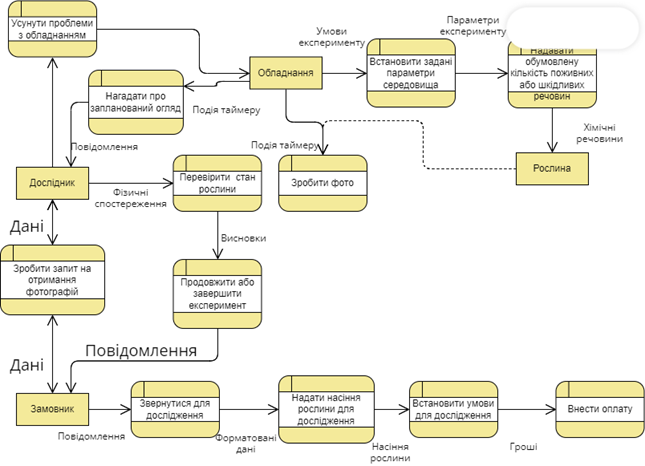 Усунути проблеми
з обладнанням
Умови
експерименту
Параметри
експерименту
Обладнання
Встановити задані
параметри
середовища
Надавати
обумовлену
кількість поживних
або шкідливих
речовин
Нагадати про
запланований огляд
Подія таймеру
Хімічні
речовини
Повідомлення
Подія таймеру
Дослідник
Фізичні
спостереження
Перевірити стан
рослини
Зробити фото
Рослина
Дані
Висновки
Зробити запит на
отримання
фотографій
Продовжити або
завершити
експеримент
Дані
Повідомлення
Замовник
Повідомлення
Звернутися для
дослідження
Форматовані
дані
Надати насіння
рослини для
дослідження
Насіння
рослини
Встановити умови
для дослідження
Гроші
Внести оплату